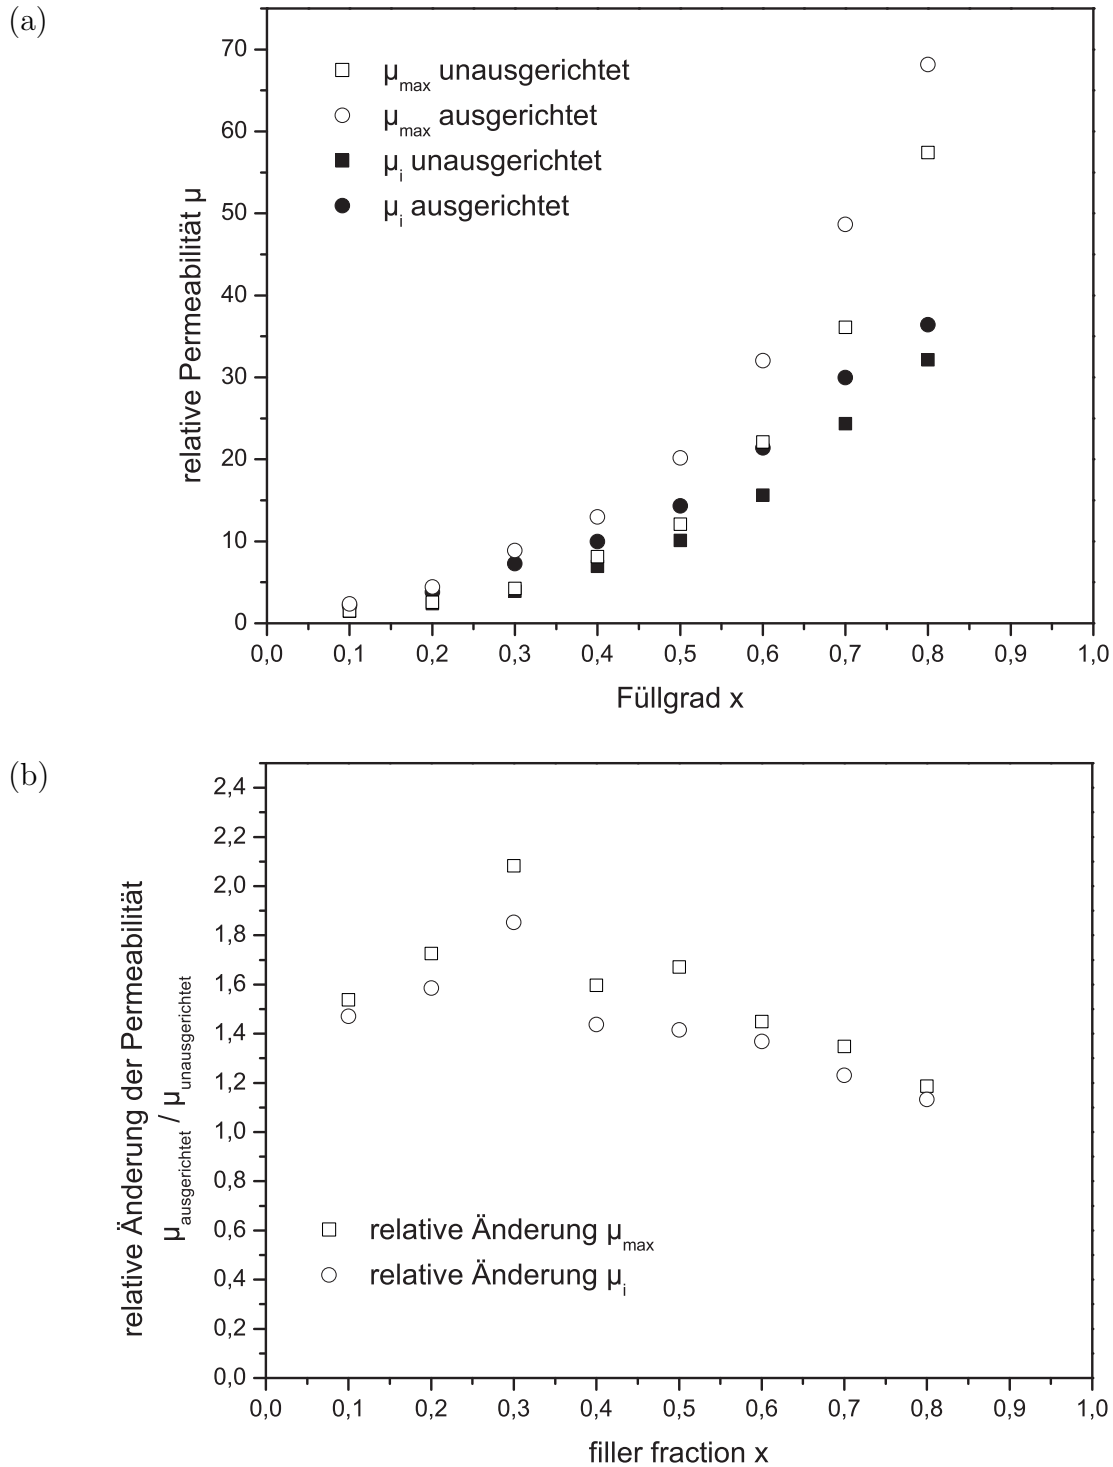 (a)
70
60
50
40
30
20
10
0
relative Permeabilität µ
µmax unausgerichtet
µmax ausgerichtet
µi unausgerichtet
µi ausgerichtet
0,0 0,1 0,2 0,3 0,4 0,5 0,6 0,7 0,8 0,9 1,0
Füllgrad x
(b)
2,4
2,2
2,0
1,8
1,6
1,4
1,2
1,0
0,8
0,6
0,4
0,2
0,0
relative Änderung der Permeabilität
µausgerichtet / µunausgerichtet
relative Änderung µmax
relative Änderung µi
0,0 0,1 0,2 0,3 0,4 0,5 0,6 0,7 0,8 0,9 1,0
filler fraction x